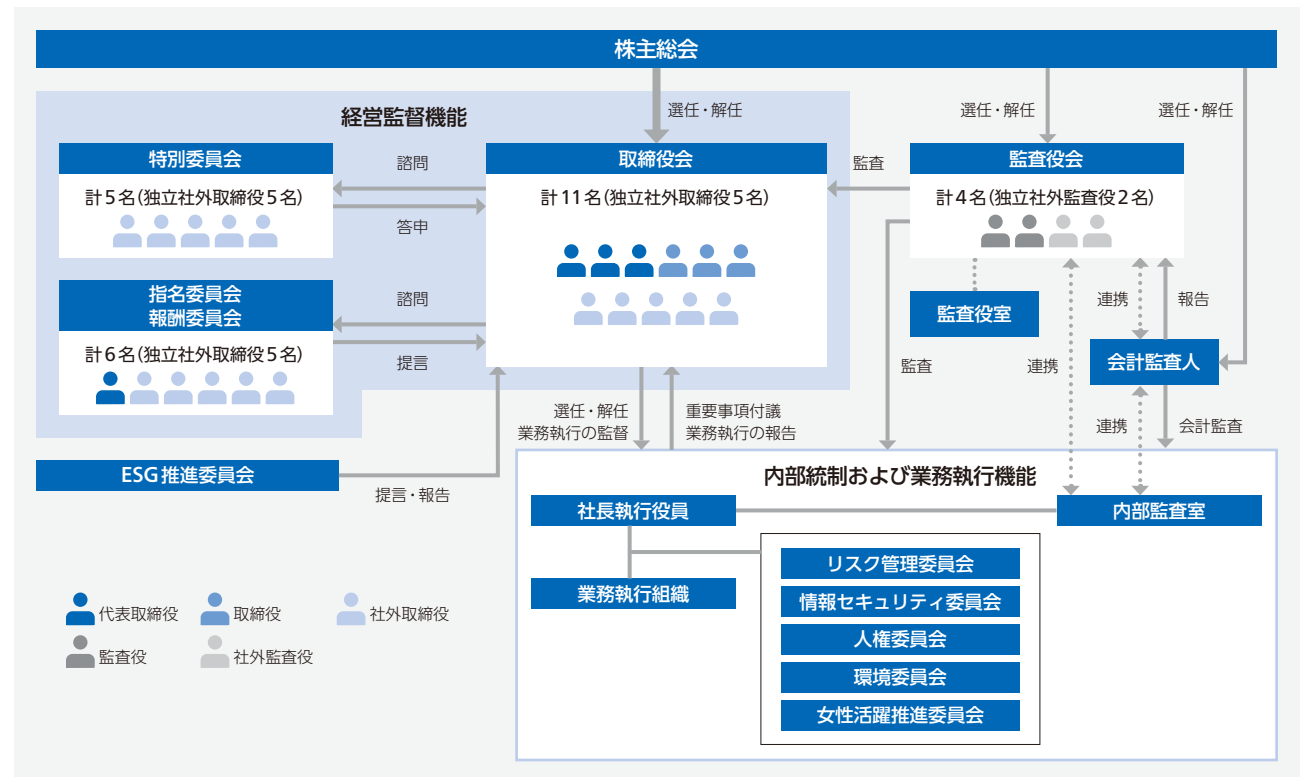 株主総会
選任・解任
選任・解任
選任・解任
経営監督機能
特別委員会
計5名(独立社外取締役5名)
諮問
答申
取締役会
計11名(独立社外取締役5名)
監査
監査役会
計4名(独立社外監査役2名)
指名委員会
報酬委員会
計6名(独立社外取締役5名)
諮問
提言
監査役室
連携
報告
会計監査人
監査
連携
連携
会計監査
選任・解任
業務執行の監督
重要事項付議
業務執行の報告
ESG推進委員会
提言・報告
内部統制および業務執行機能
社長執行役員
内部監査室
業務執行組織
リスク管理委員会
情報セキュリティ委員会
人権委員会
環境委員会
女性活躍推進委員会
代表取締役
取締役
社外取締役
監査役
社外監査役